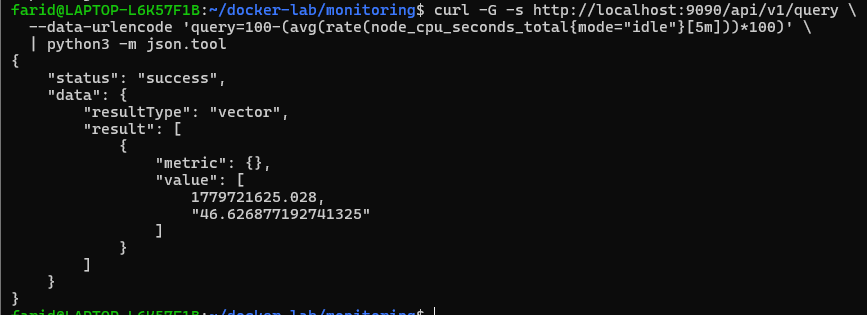 farid@LAPTOP-L6K57F1B:~/docker-lab/monitoring$ curl -G -s http://localhost:9090/api/v1/query \
  --data-urlencode 'query=100-(avg(rate(node_cpu_seconds_total{mode="idle"}[5m]))*100)' \
  | python3 -m json.tool
{
    "status": "success",
    "data": {
        "resultType": "vector",
        "result": [
            {
                "metric": {},
                "value": [
                    1779721625.028,
                    "46.626877192741325"
                ]
            }
        ]
    }
}
farid@LAPTOP-L6K57F1B:~/docker-lab/monitoring$